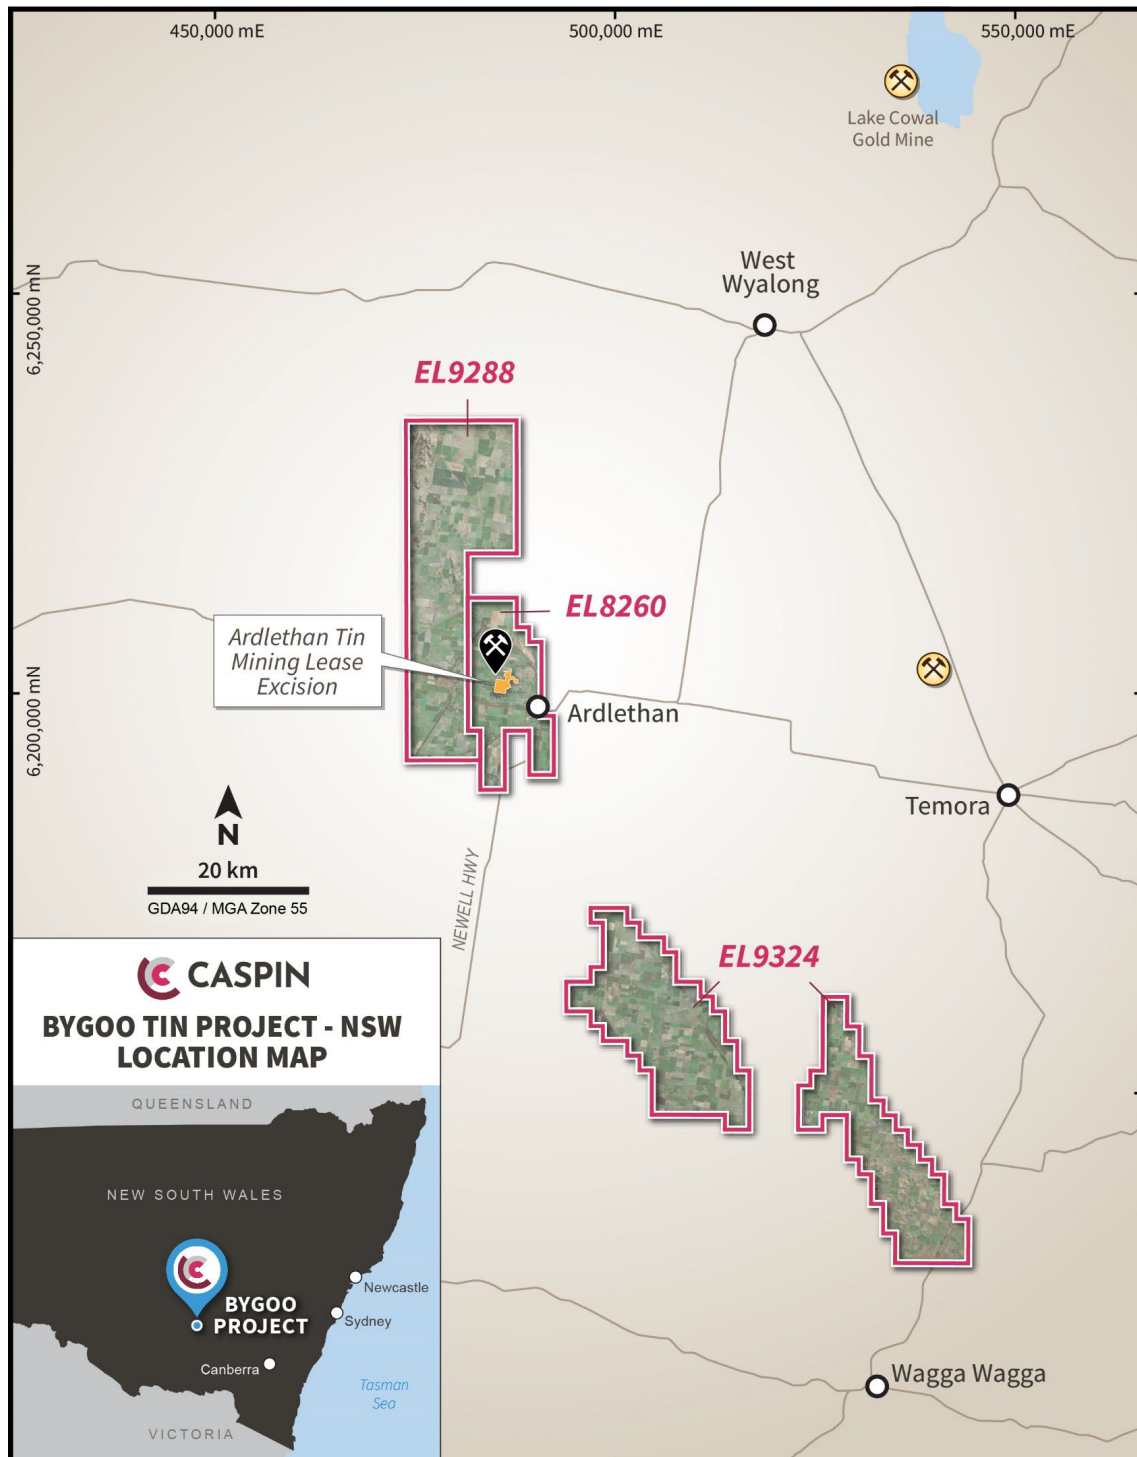 450,000 mE
500,000 mE
550,000 mE
Lake Cowal
Gold Mine
West
Wyalong
6,250,000 mN
EL9288
EL8260
Ardlethan Tin
Mining Lease
Excision
Ardlethan
6,200,000 mN
Temora
N
20 km
GDA94 / MGA Zone 55
NEWELL HWY
EL9324
CASPIN
BYGOO TIN PROJECT - NSW
LOCATION MAP
QUEENSLAND
NEW SOUTH WALES
BYGOO
PROJECT
Newcastle
Sydney
Canberra
Tasman
Sea
VICTORIA
Wagga Wagga